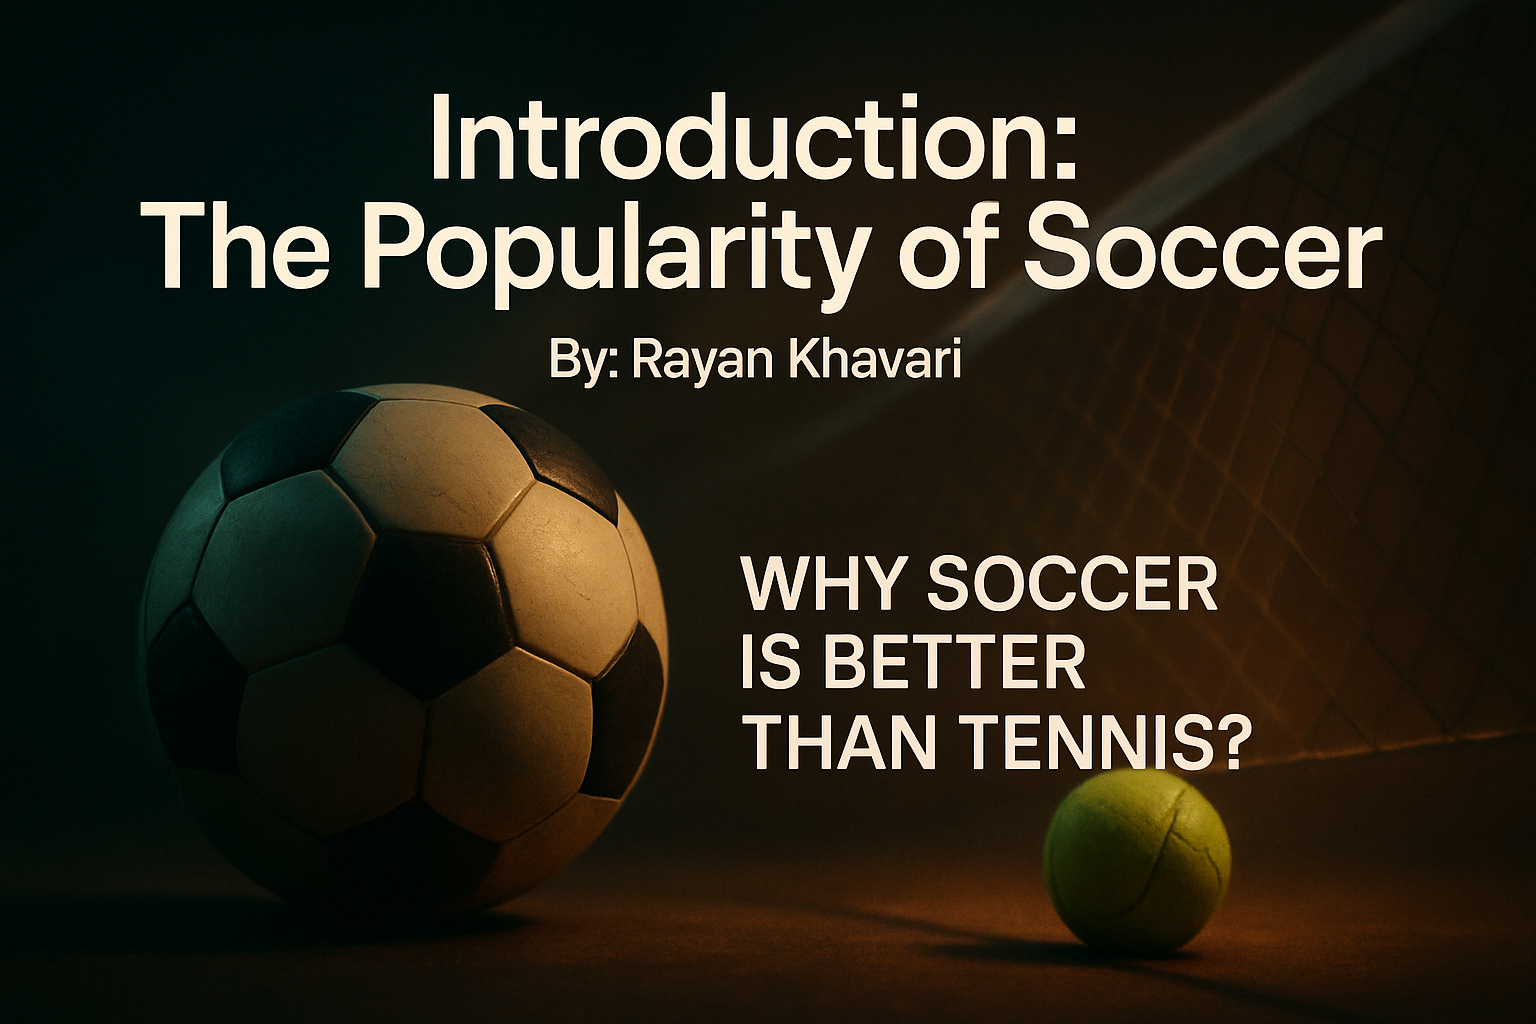 Introduction:
The Popularity of Soccer
By: Rayan Khavari
WHY SOCCER
IS BETTER
THAN TENNIS?